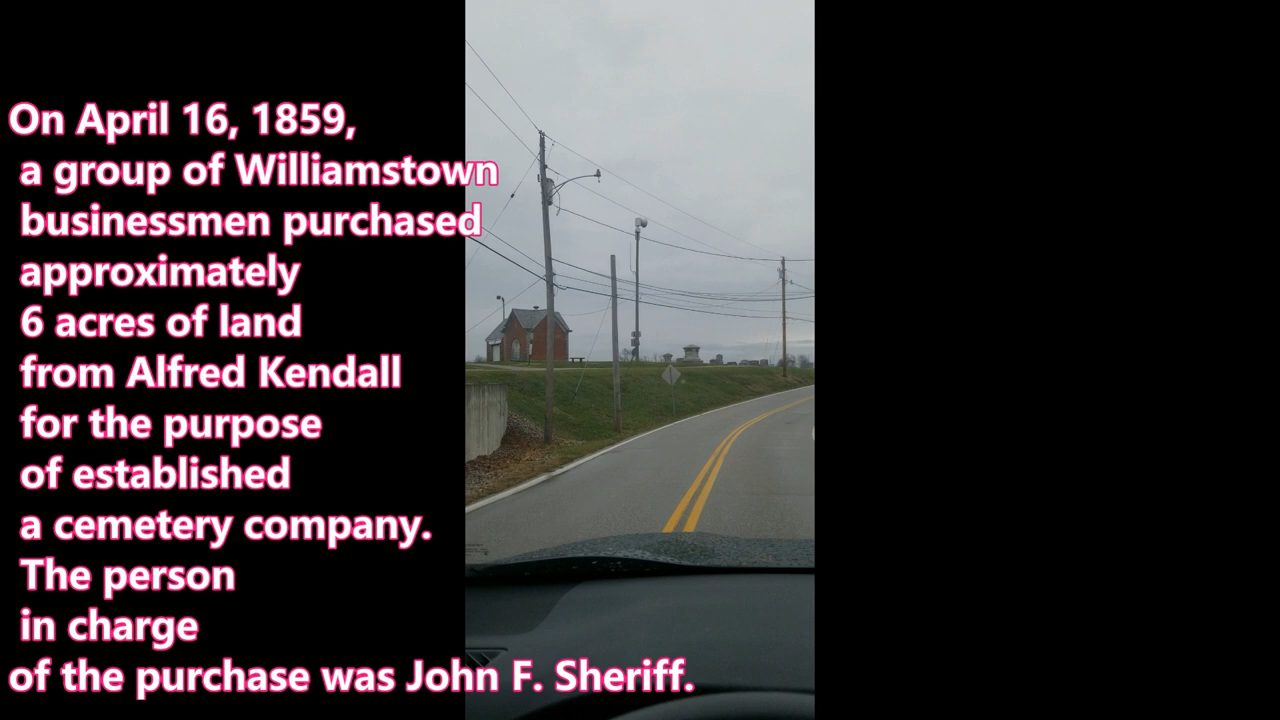 On April 16, 1859,
a group of Williamstown
businessmen purchased
approximately
6 acres of land
from Alfred Kendall
for the purpose
of established
a cemetery company.
The person
in charge
of the purchase was John F. Sheriff.